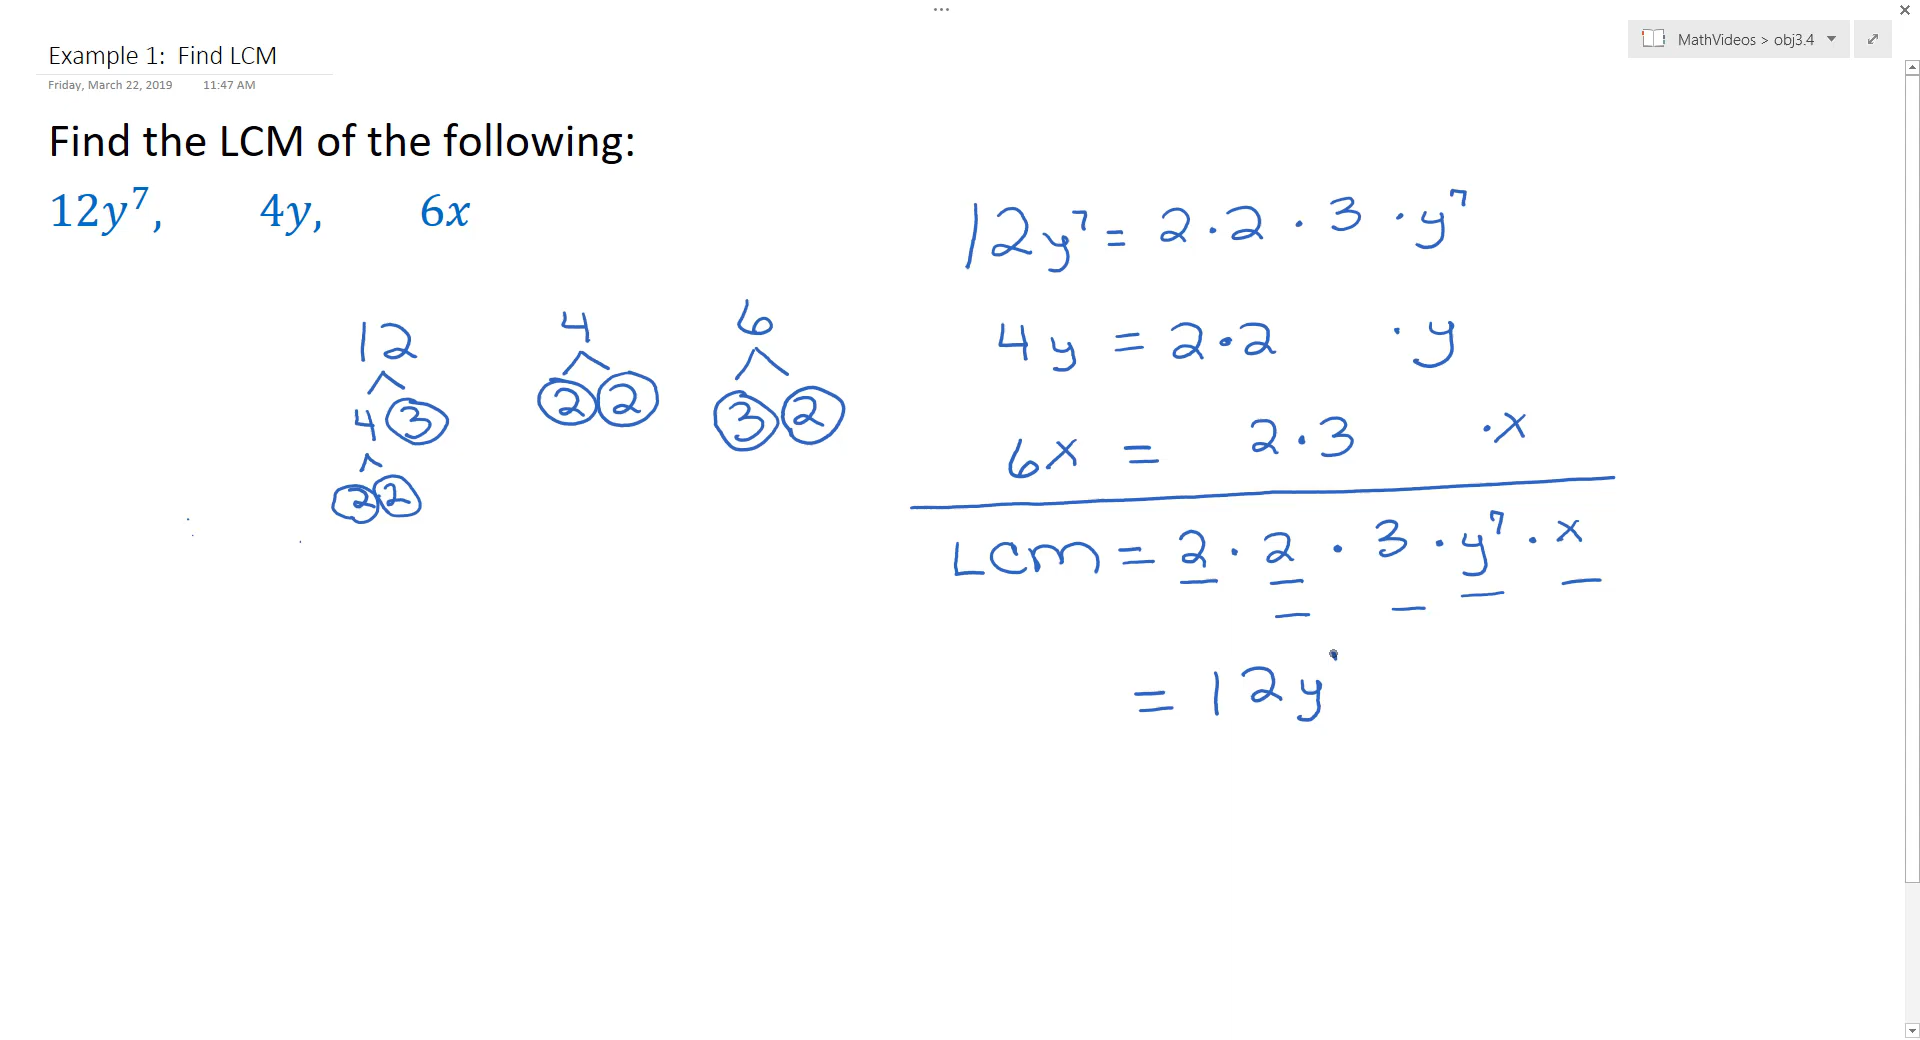 ...
MathVideos > obj3.4
Example 1: Find LCM
Friday, March 22, 2019 11:47 AM
Find the LCM of the following:
12y⁷, 4y, 6x
12
4 3
2 2
4
2 2
6
3 2
12y⁷ = 2 · 2 · 3 · y⁷
4y = 2 · 2 · y
6x = 2 · 3 · x
LCM = 2 · 2 · 3 · y⁷ · x
= 12y